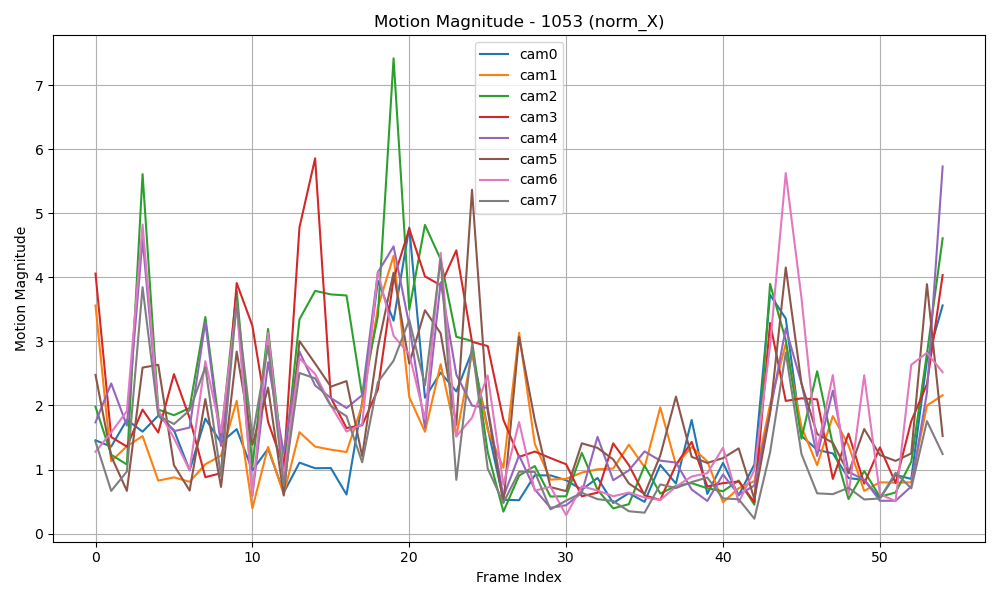 Motion Magnitude - 1053 (norm_X)
cam0
cam1
cam2
cam3
cam4
cam5
cam6
cam7
Motion Magnitude
7
6
5
4
3
2
1
0
0 10 20 30 40 50
Frame Index